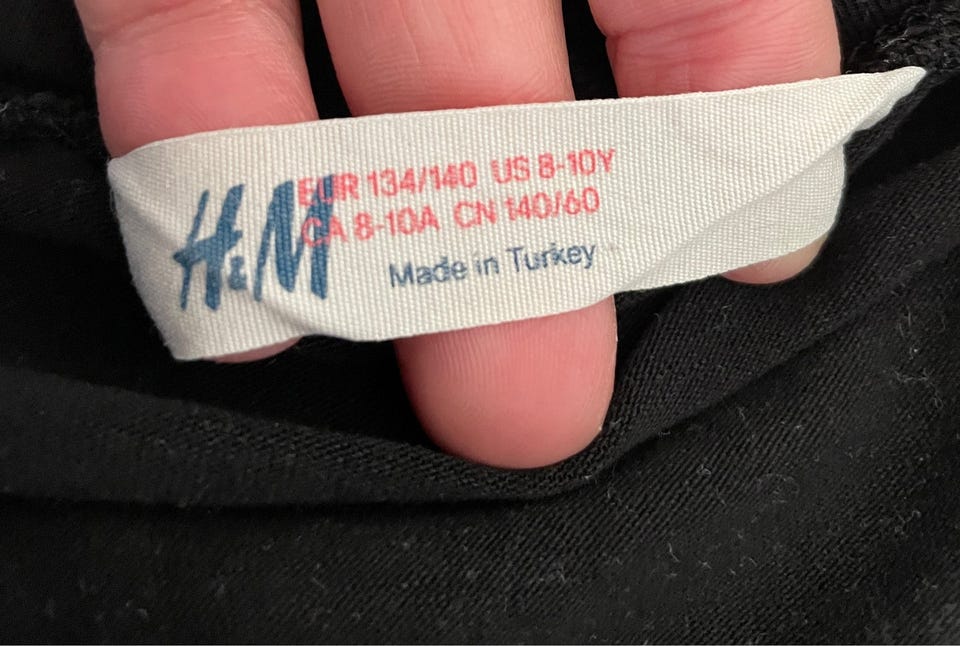 H&M
EUR 134/140 US 8-10Y
CA 8-10A CN 140/60
Made in Turkey